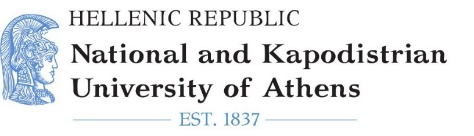 HELLENIC REPUBLIC
National and Kapodistrian
University of Athens
EST. 1837